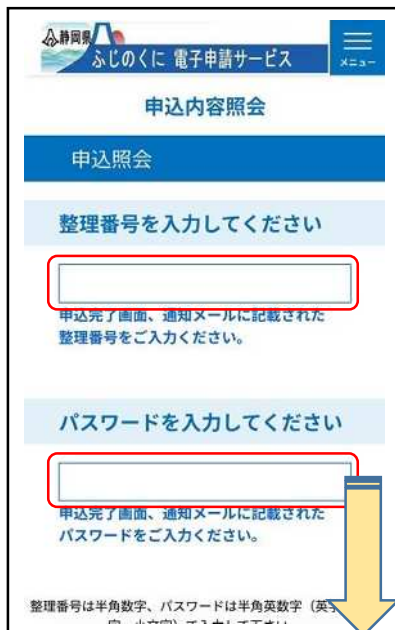 静岡県
ふじのくに 電子申請サービス
メニュー
申込内容照会
申込照会
整理番号を入力してください
申込完了画面、通知メールに記載された
整理番号をご入力ください。
パスワードを入力してください
申込完了画面、通知メールに記載された
パスワードをご入力ください。
整理番号は半角数字、パスワードは半角英数字（英